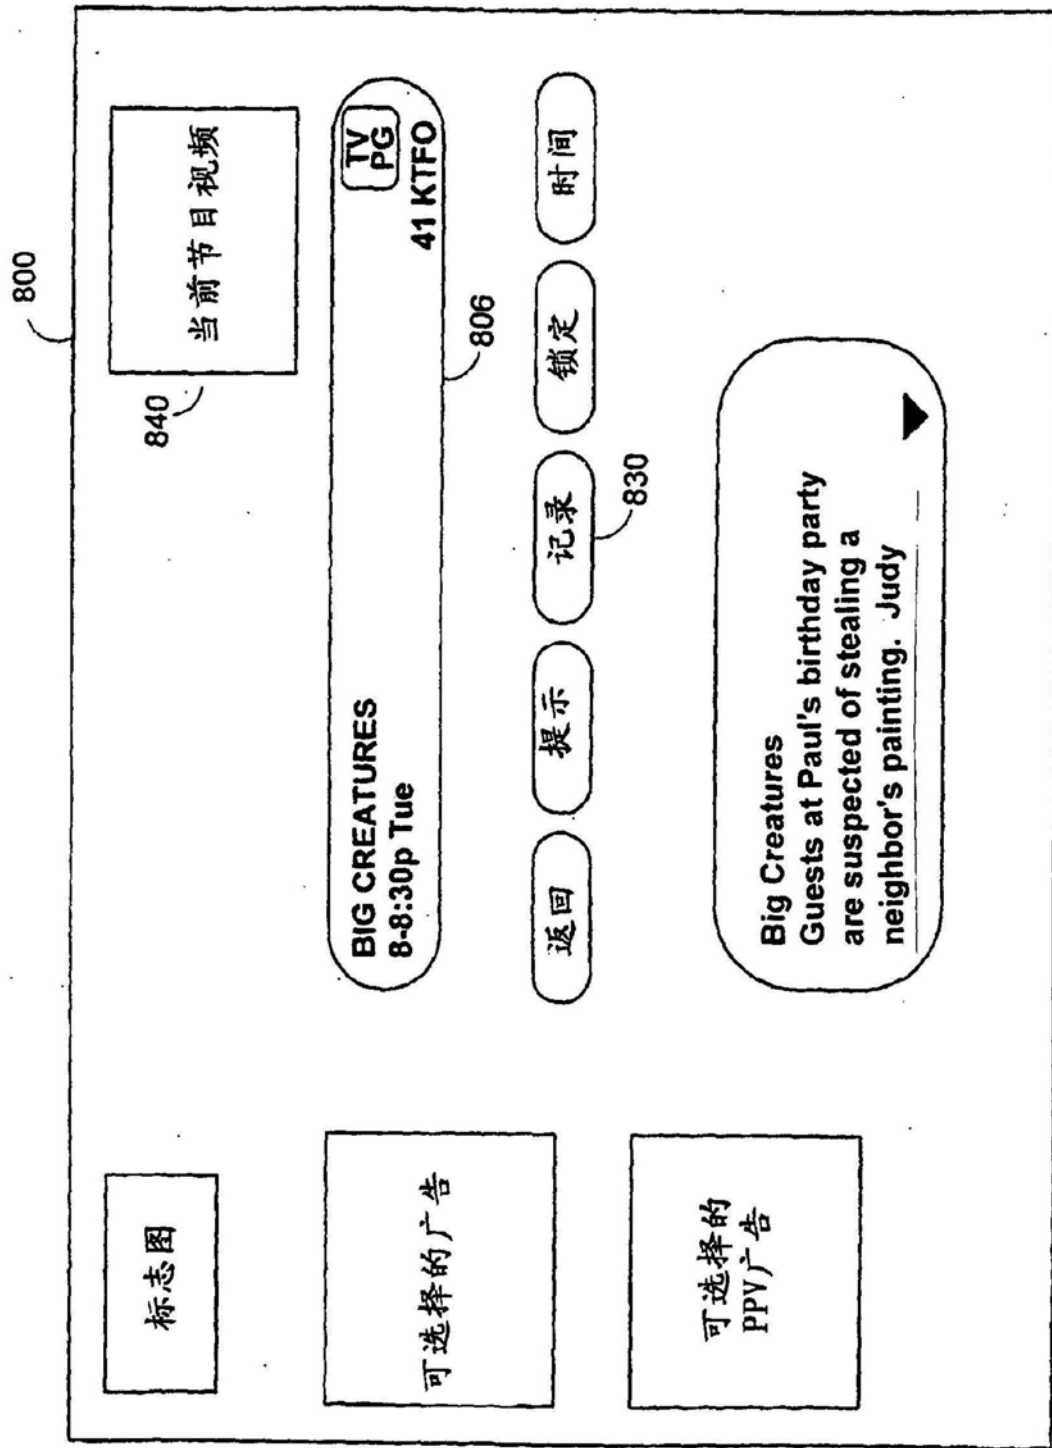 800
标志图
当前节目视频
840
可选择的广告
BIG CREATURES
8-8:30p Tue
TV
PG
41 KTFO
806
返回
提示
记录
锁定
时间
830
可选择的
PPV广告
Big Creatures
Guests at Paul's birthday party
are suspected of stealing a
neighbor's painting. Judy